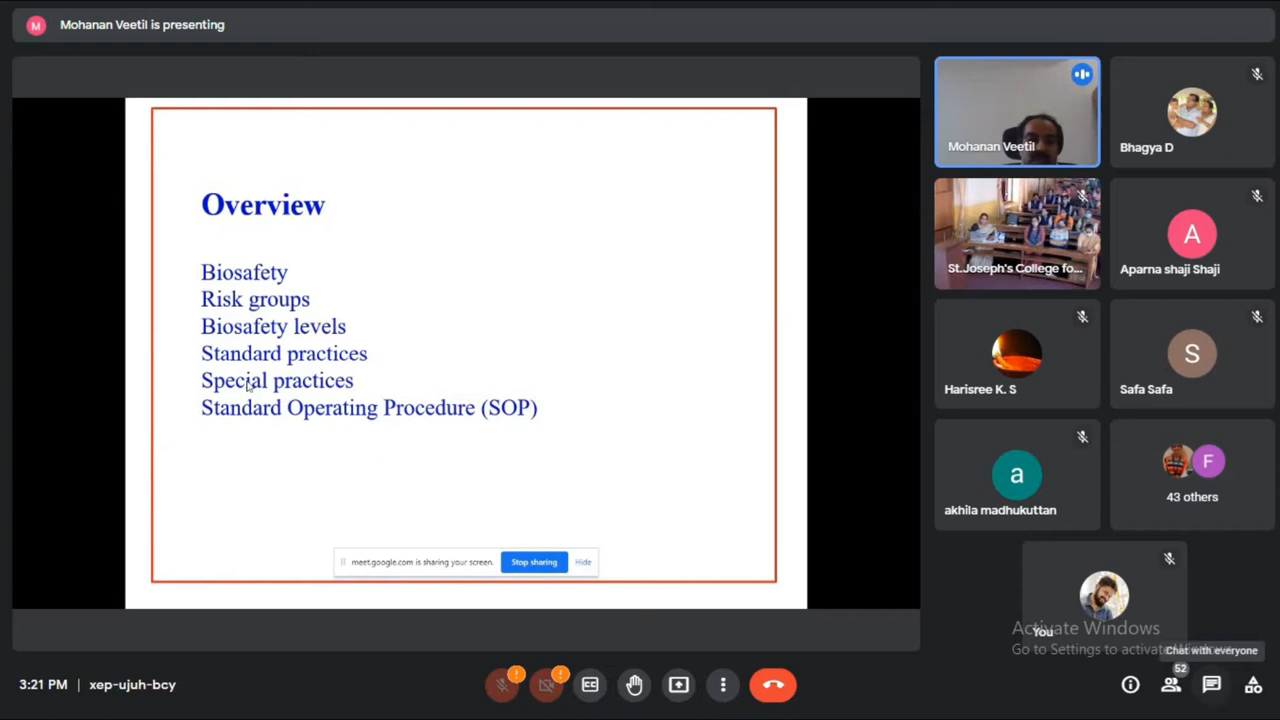 M Mohanan Veetil is presenting
Overview
Biosafety
Risk groups
Biosafety levels
Standard practices
Special practices
Standard Operating Procedure (SOP)
meet.google.com is sharing your screen. Stop sharing Hide
Mohanan Veetil
Bhagya D
St.Joseph's College fo...
A
Aparna shaji Shaji
Harisree K. S
S
Safa Safa
a
akhila madhukuttan
F
43 others
You
Activate Windows
Go to Settings to activate
Chat with everyone
3:21 PM | xep-ujuh-bcy
CC
52